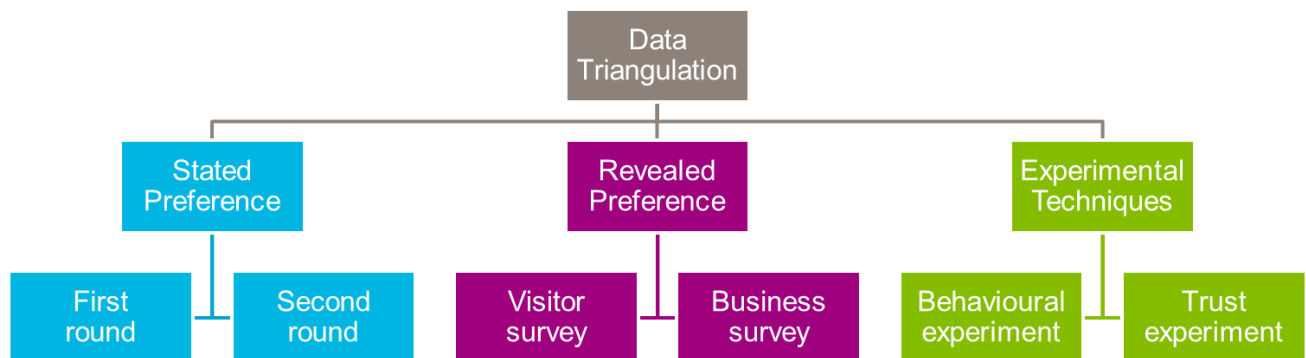 Data
Triangulation
Stated
Preference
Revealed
Preference
Experimental
Techniques
First
round
Second
round
Visitor
survey
Business
survey
Behavioural
experiment
Trust
experiment